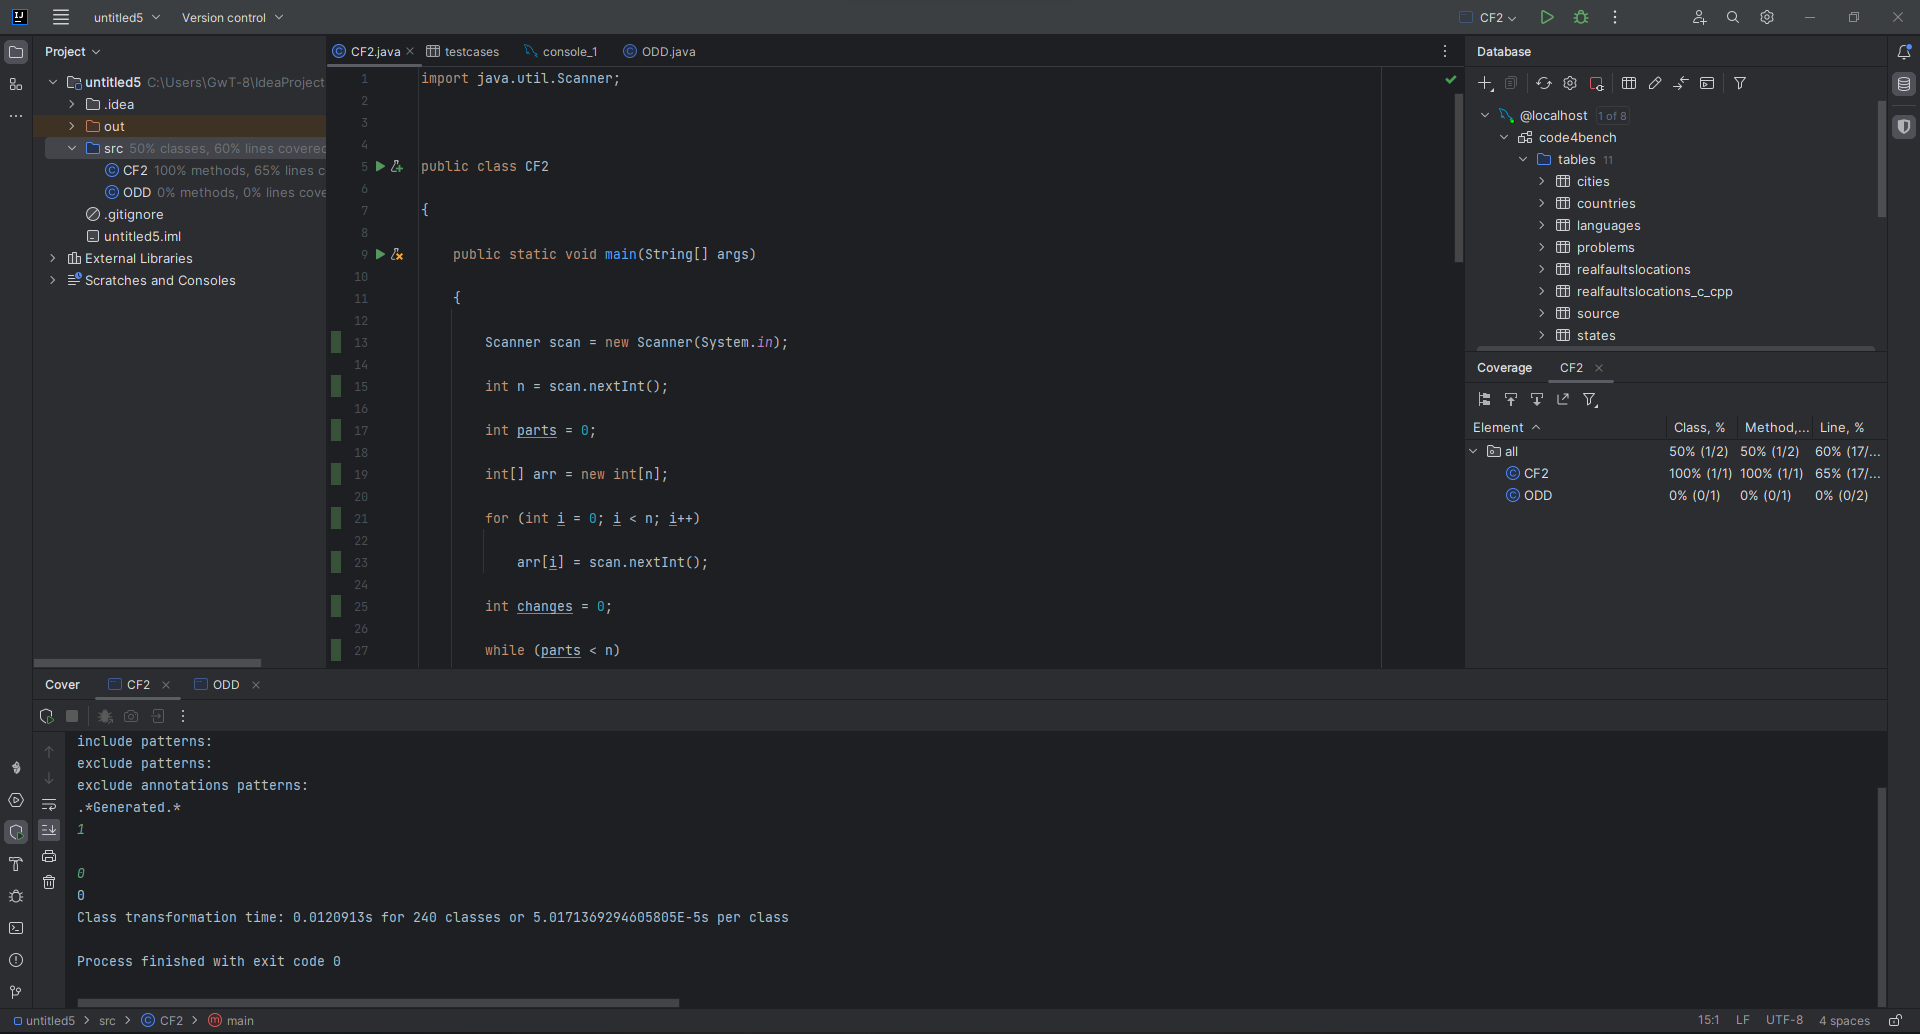 untitled5 Version control CF2
Project
untitled5 C:\Users\GwT-8\IdeaProject
.idea
out
src 50% classes, 60% lines covered
CF2 100% methods, 65% lines c
ODD 0% methods, 0% lines cove
.gitignore
untitled5.iml
External Libraries
Scratches and Consoles
CF2.java testcases console_1 ODD.java
1 import java.util.Scanner;
2
3
4
5 public class CF2
6
7 {
8
9 public static void main(String[] args)
10
11 {
12
13 Scanner scan = new Scanner(System.in);
14
15 int n = scan.nextInt();
16
17 int parts = 0;
18
19 int[] arr = new int[n];
20
21 for (int i = 0; i < n; i++)
22
23 arr[i] = scan.nextInt();
24
25 int changes = 0;
26
27 while (parts < n)
Database
@localhost 1 of 8
code4bench
tables 11
cities
countries
languages
problems
realfaultslocations
realfaultslocations_c_cpp
source
states
Coverage CF2
Element Class, % Method,... Line, %
all 50% (1/2) 50% (1/2) 60% (17/...
CF2 100% (1/1) 100% (1/1) 65% (17/...
ODD 0% (0/1) 0% (0/1) 0% (0/2)
Cover CF2 ODD
include patterns:
exclude patterns:
exclude annotations patterns:
.*Generated.*
1
0
0
Class transformation time: 0.0120913s for 240 classes or 5.0171369294605805E-5s per class
Process finished with exit code 0
untitled5 > src > CF2 > main 15:1 LF UTF-8 4 spaces